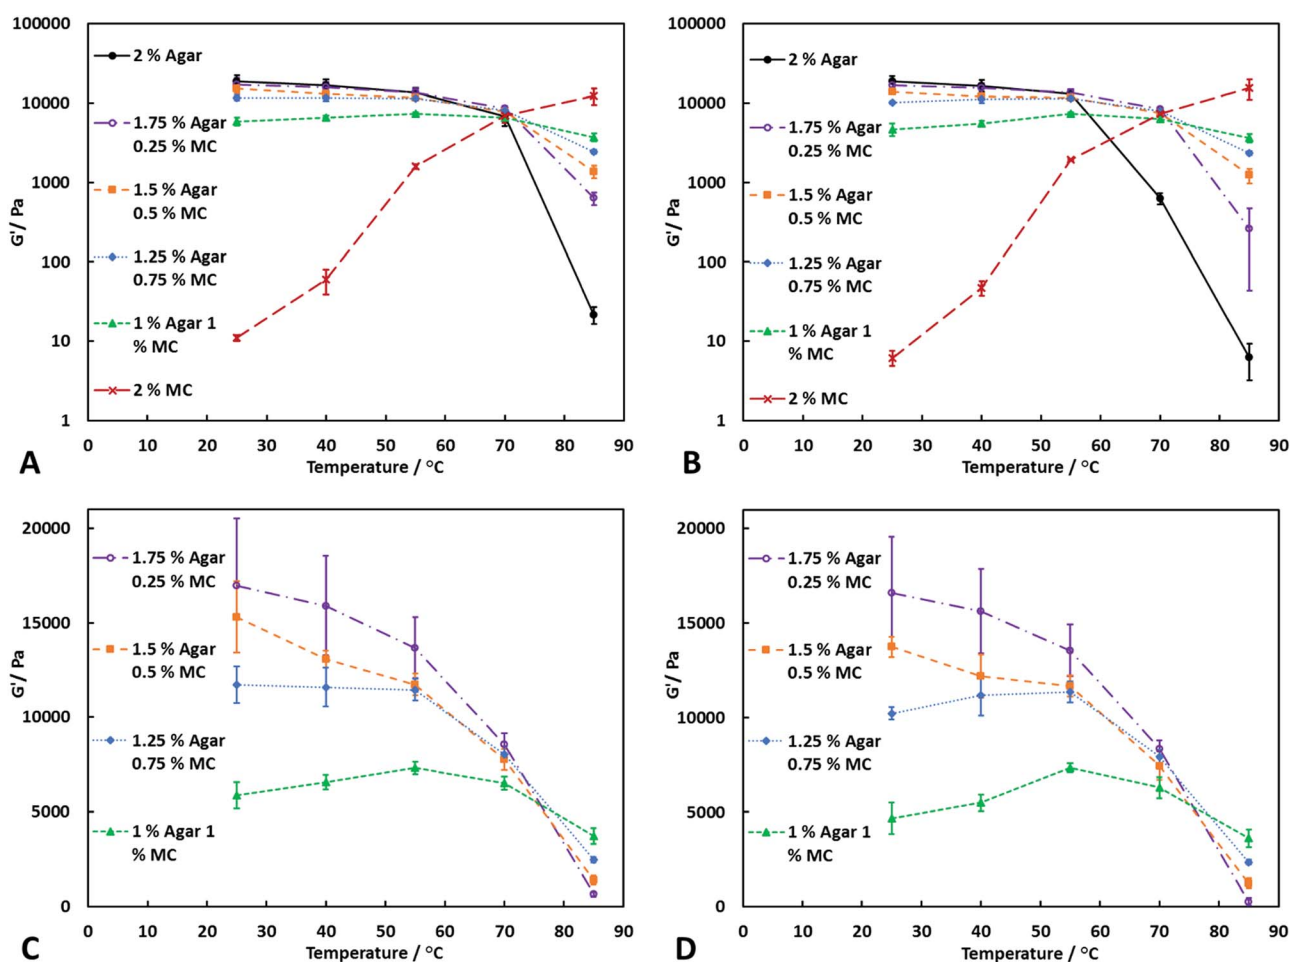 100000
10000
1000
100
10
1
G'/ Pa
2 % Agar
1.75 % Agar
0.25 % MC
1.5 % Agar
0.5 % MC
1.25 % Agar
0.75 % MC
1 % Agar 1
% MC
2 % MC
0 10 20 30 40 50 60 70 80 90
A
Temperature / °C
100000
10000
1000
100
10
1
G'/ Pa
2 % Agar
1.75 % Agar
0.25 % MC
1.5 % Agar
0.5 % MC
1.25 % Agar
0.75 % MC
1 % Agar 1
% MC
2 % MC
0 10 20 30 40 50 60 70 80 90
B
Temperature / °C
20000
15000
10000
5000
0
G'/ Pa
1.75 % Agar
0.25 % MC
1.5 % Agar
0.5 % MC
1.25 % Agar
0.75 % MC
1 % Agar 1
% MC
0 10 20 30 40 50 60 70 80 90
C
Temperature / °C
20000
15000
10000
5000
0
G'/ Pa
1.75 % Agar
0.25 % MC
1.5 % Agar
0.5 % MC
1.25 % Agar
0.75 % MC
1 % Agar 1
% MC
0 10 20 30 40 50 60 70 80 90
D
Temperature / °C